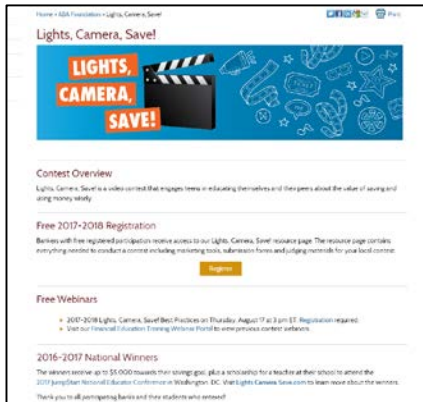 Home » ABA Foundation » Lights, Camera, Save!
Print
Lights, Camera, Save!
LIGHTS,
CAMERA,
SAVE!
Contest Overview
Lights, Camera, Save! is a video contest that engages teens in educating themselves and their peers about the value of saving and
using money wisely.
Free 2017-2018 Registration
Bankers with free registered participation receive access to our Lights, Camera, Save! resource page. The resource page contains
everything needed to conduct a contest including marketing tools, submission forms and judging materials for your local contest.
Register
Free Webinars
2017-2018 Lights, Camera, Save! Best Practices on Thursday, August 17 at 3 pm ET. Registration required.
Visit our Financial Education Training Webinar Portal to view previous contest webinars.
2016-2017 National Winners
The winners receive up to $5,000 towards their savings goal, plus a scholarship for a teacher at their school to attend the
2017 JumpStart National Educator Conference in Washington, DC. Visit Lights Camera Save.com to learn more about the winners.
Thank you to all participating banks and their students who entered!